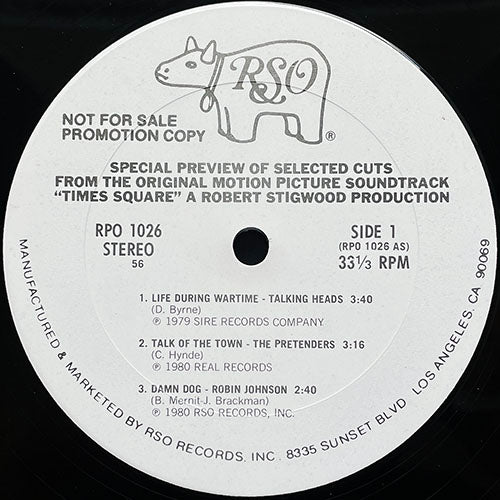 RSO
®
NOT FOR SALE
PROMOTION COPY
SPECIAL PREVIEW OF SELECTED CUTS
FROM THE ORIGINAL MOTION PICTURE SOUNDTRACK
"TIMES SQUARE" A ROBERT STIGWOOD PRODUCTION
RPO 1026
STEREO
56
SIDE 1
(RPO 1026 AS)
33⅓ RPM
1. LIFE DURING WARTIME - TALKING HEADS 3:40
(D. Byrne)
℗ 1979 SIRE RECORDS COMPANY
2. TALK OF THE TOWN - THE PRETENDERS 3:16
(C. Hynde)
℗ 1980 REAL RECORDS
3. DAMN DOG - ROBIN JOHNSON 2:40
(B. Mernit-J. Brackman)
℗ 1980 RSO RECORDS, INC.
MANUFACTURED & MARKETED BY RSO RECORDS, INC. 8335 SUNSET BLVD LOS ANGELES, CA 90069